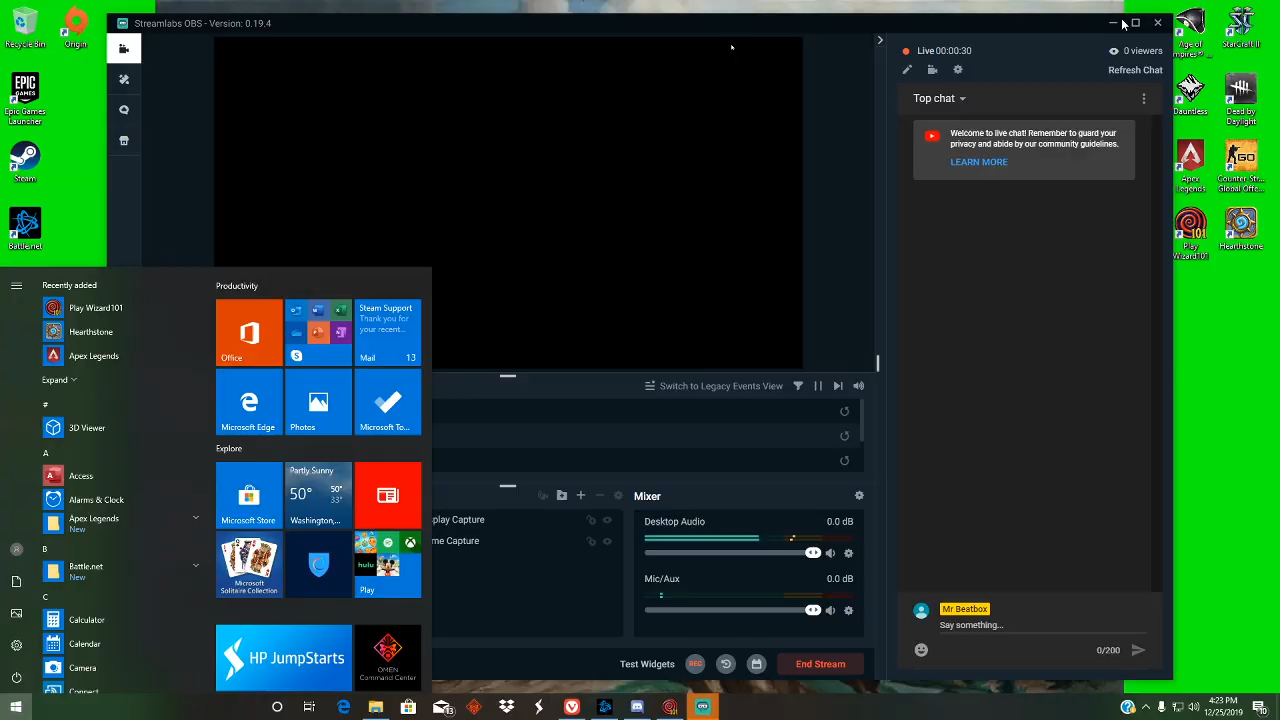 Streamlabs OBS - Version: 0.19.4
Recycle Bin
Origin
Epic Games
Launcher
Steam
Battle.net
Live 00:00:30
0 viewers
Refresh Chat
Top chat
Welcome to live chat! Remember to guard your
privacy and abide by our community guidelines.
LEARN MORE
Age of
Empires® ...
StarCraft II
Dauntless
Dead by
Daylight
Apex
Legends
Counter-Str...
Global Offe...
Play
Wizard101
Hearthstone
Recently added
Play Wizard101
Hearthstone
Apex Legends
Expand
#
3D Viewer
A
Access
Alarms & Clock
Apex Legends
New
B
Battle.net
New
C
Calculator
Calendar
Camera
Connect
Productivity
Office
Steam Support
Thank you for
your recent...
Mail 13
Microsoft Edge
Photos
Microsoft To...
Explore
Microsoft Store
Partly Sunny
50° 50°
33°
Washington,...
Microsoft
Solitaire Collection
hulu
Play
HP JumpStarts
OMEN
COMMAND CENTER
Switch to Legacy Events View
play Capture
me Capture
Mixer
Desktop Audio 0.0 dB
Mic/Aux 0.0 dB
Test Widgets
REC
End Stream
Mr Beatbox
Say something...
0/200
13
4:23 PM
12/25/2019